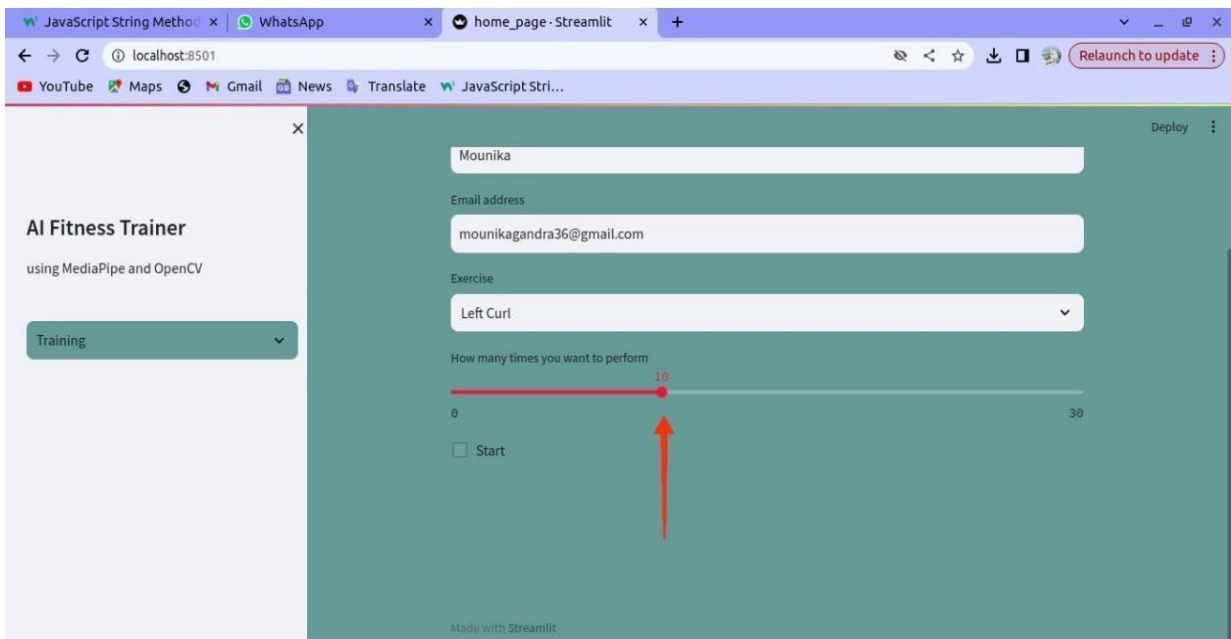 JavaScript String Method
WhatsApp
home_page · Streamlit
localhost:8501
Relaunch to update
YouTube Maps Gmail News Translate JavaScript Stri...
Deploy
Mounika
Email address
mounikagandra36@gmail.com
AI Fitness Trainer
using MediaPipe and OpenCV
Exercise
Left Curl
Training
How many times you want to perform
10
0 30
Start
Made with Streamlit